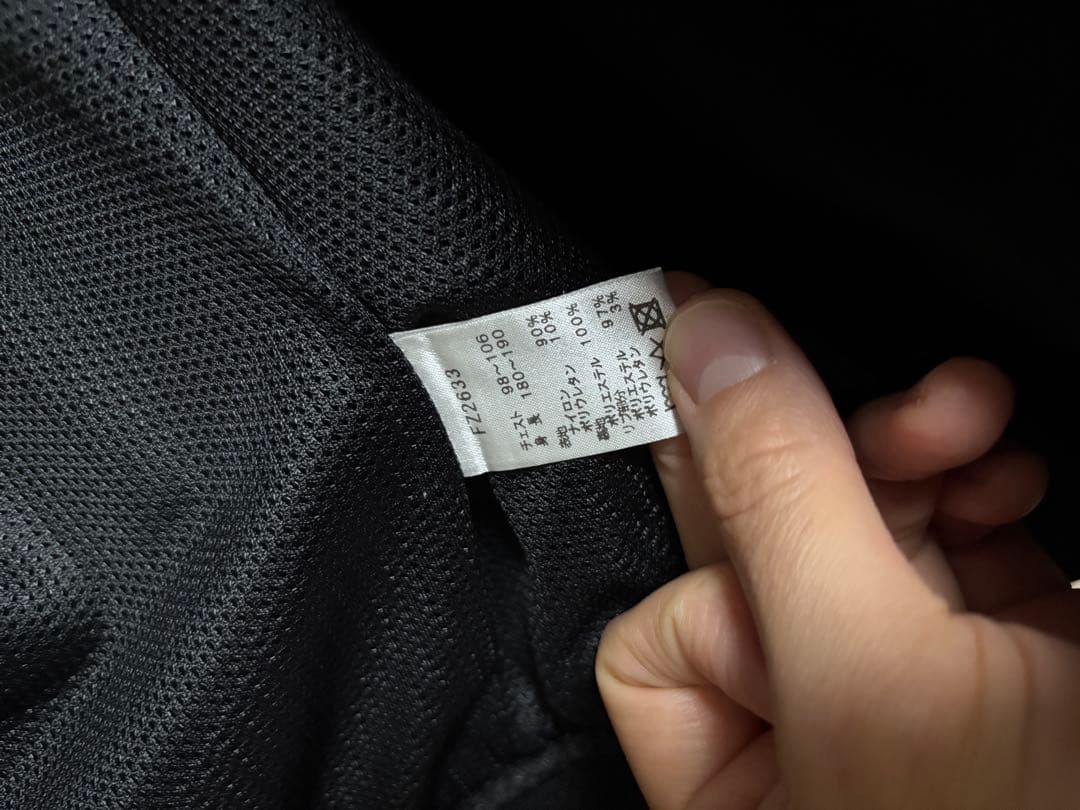 FZ2633
チェスト 98~106
身 長 180~190
表地
ナイロン 90%
ポリウレタン 10%
裏地
ポリエステル 100%
リブ部分
ポリエステル 97%
ポリウレタン 3%